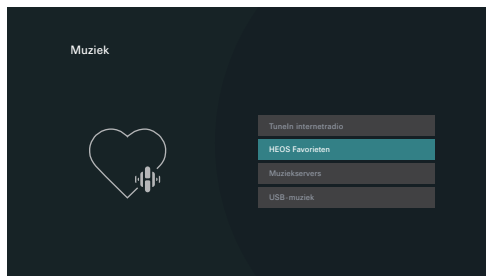 Muziek
TuneIn internetradio
HEOS Favorieten
Muziekservers
USB-muziek